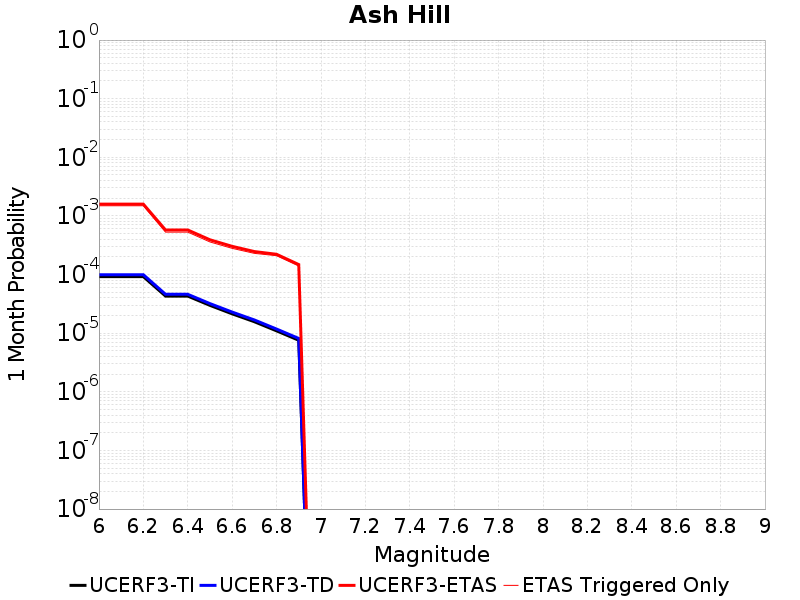 Ash Hill
1 Month Probability
10^0
10^-1
10^-2
10^-3
10^-4
10^-5
10^-6
10^-7
10^-8
6 6.2 6.4 6.6 6.8 7 7.2 7.4 7.6 7.8 8 8.2 8.4 8.6 8.8 9
Magnitude
UCERF3-TI UCERF3-TD UCERF3-ETAS ETAS Triggered Only